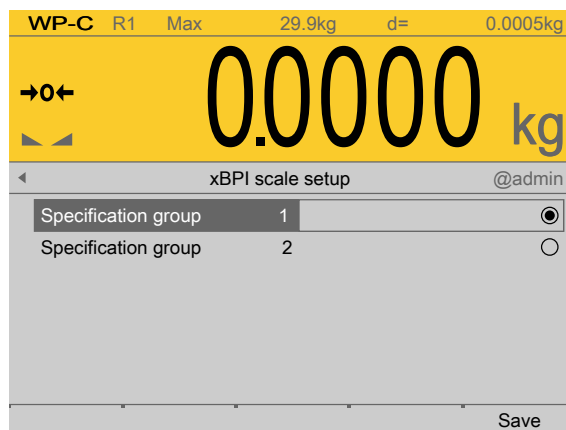 WP-C R1 Max 29.9kg d= 0.0005kg
→0←
0.0000 kg
xBPI scale setup @admin
Specification group 1
Specification group 2
Save